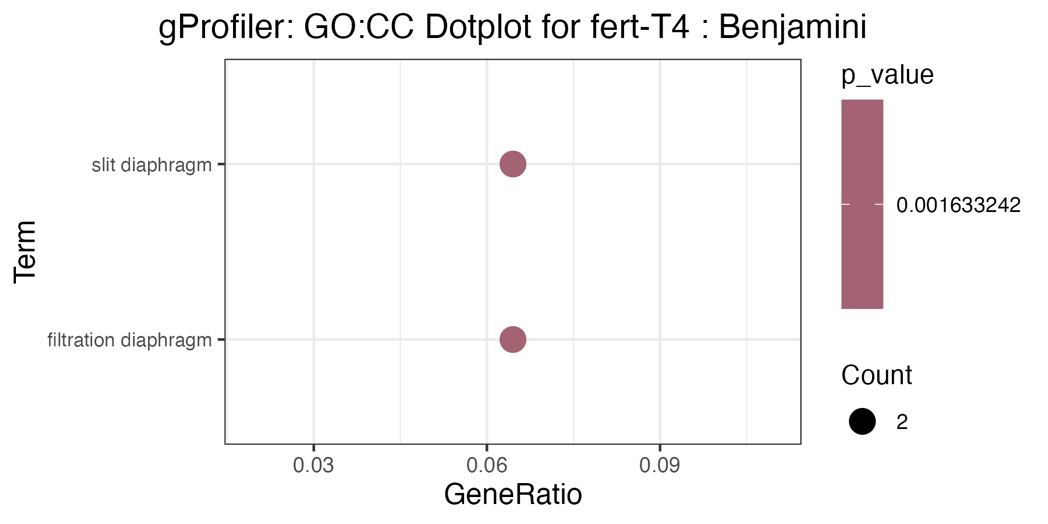 gProfiler: GO:CC Dotplot for fert-T4 : Benjamini
Term
slit diaphragm
filtration diaphragm
0.03
0.06
0.09
GeneRatio
p_value
0.001633242
Count
2